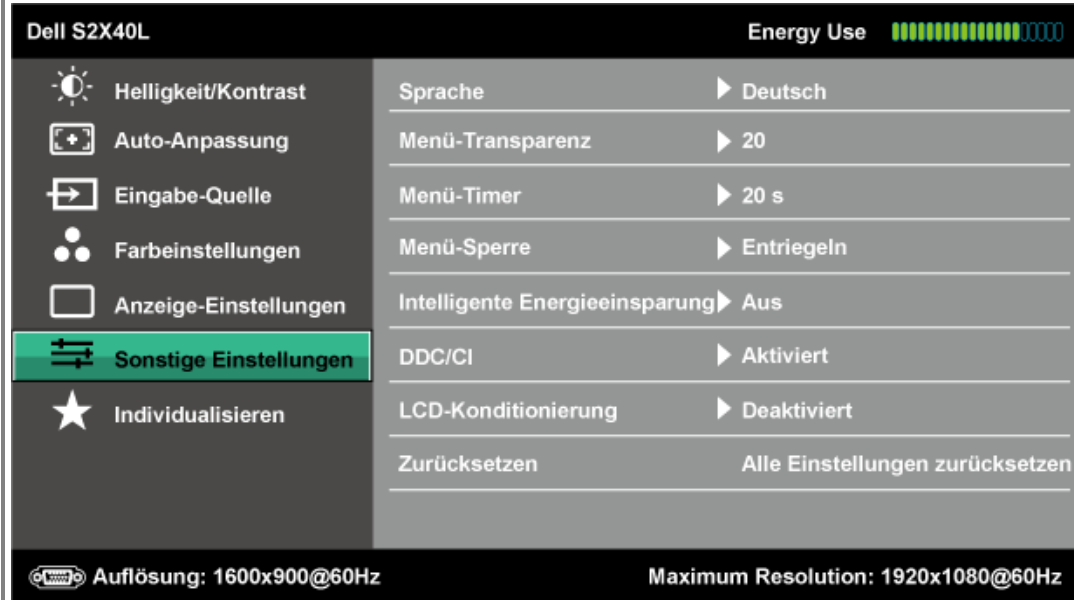 Dell S2X40L Energy Use
Helligkeit/Kontrast
Auto-Anpassung
Eingabe-Quelle
Farbeinstellungen
Anzeige-Einstellungen
Sonstige Einstellungen
Individualisieren
Sprache Deutsch
Menü-Transparenz 20
Menü-Timer 20 s
Menü-Sperre Entriegeln
Intelligente Energieeinsparung Aus
DDC/CI Aktiviert
LCD-Konditionierung Deaktiviert
Zurücksetzen Alle Einstellungen zurücksetzen
Auflösung: 1600x900@60Hz Maximum Resolution: 1920x1080@60Hz